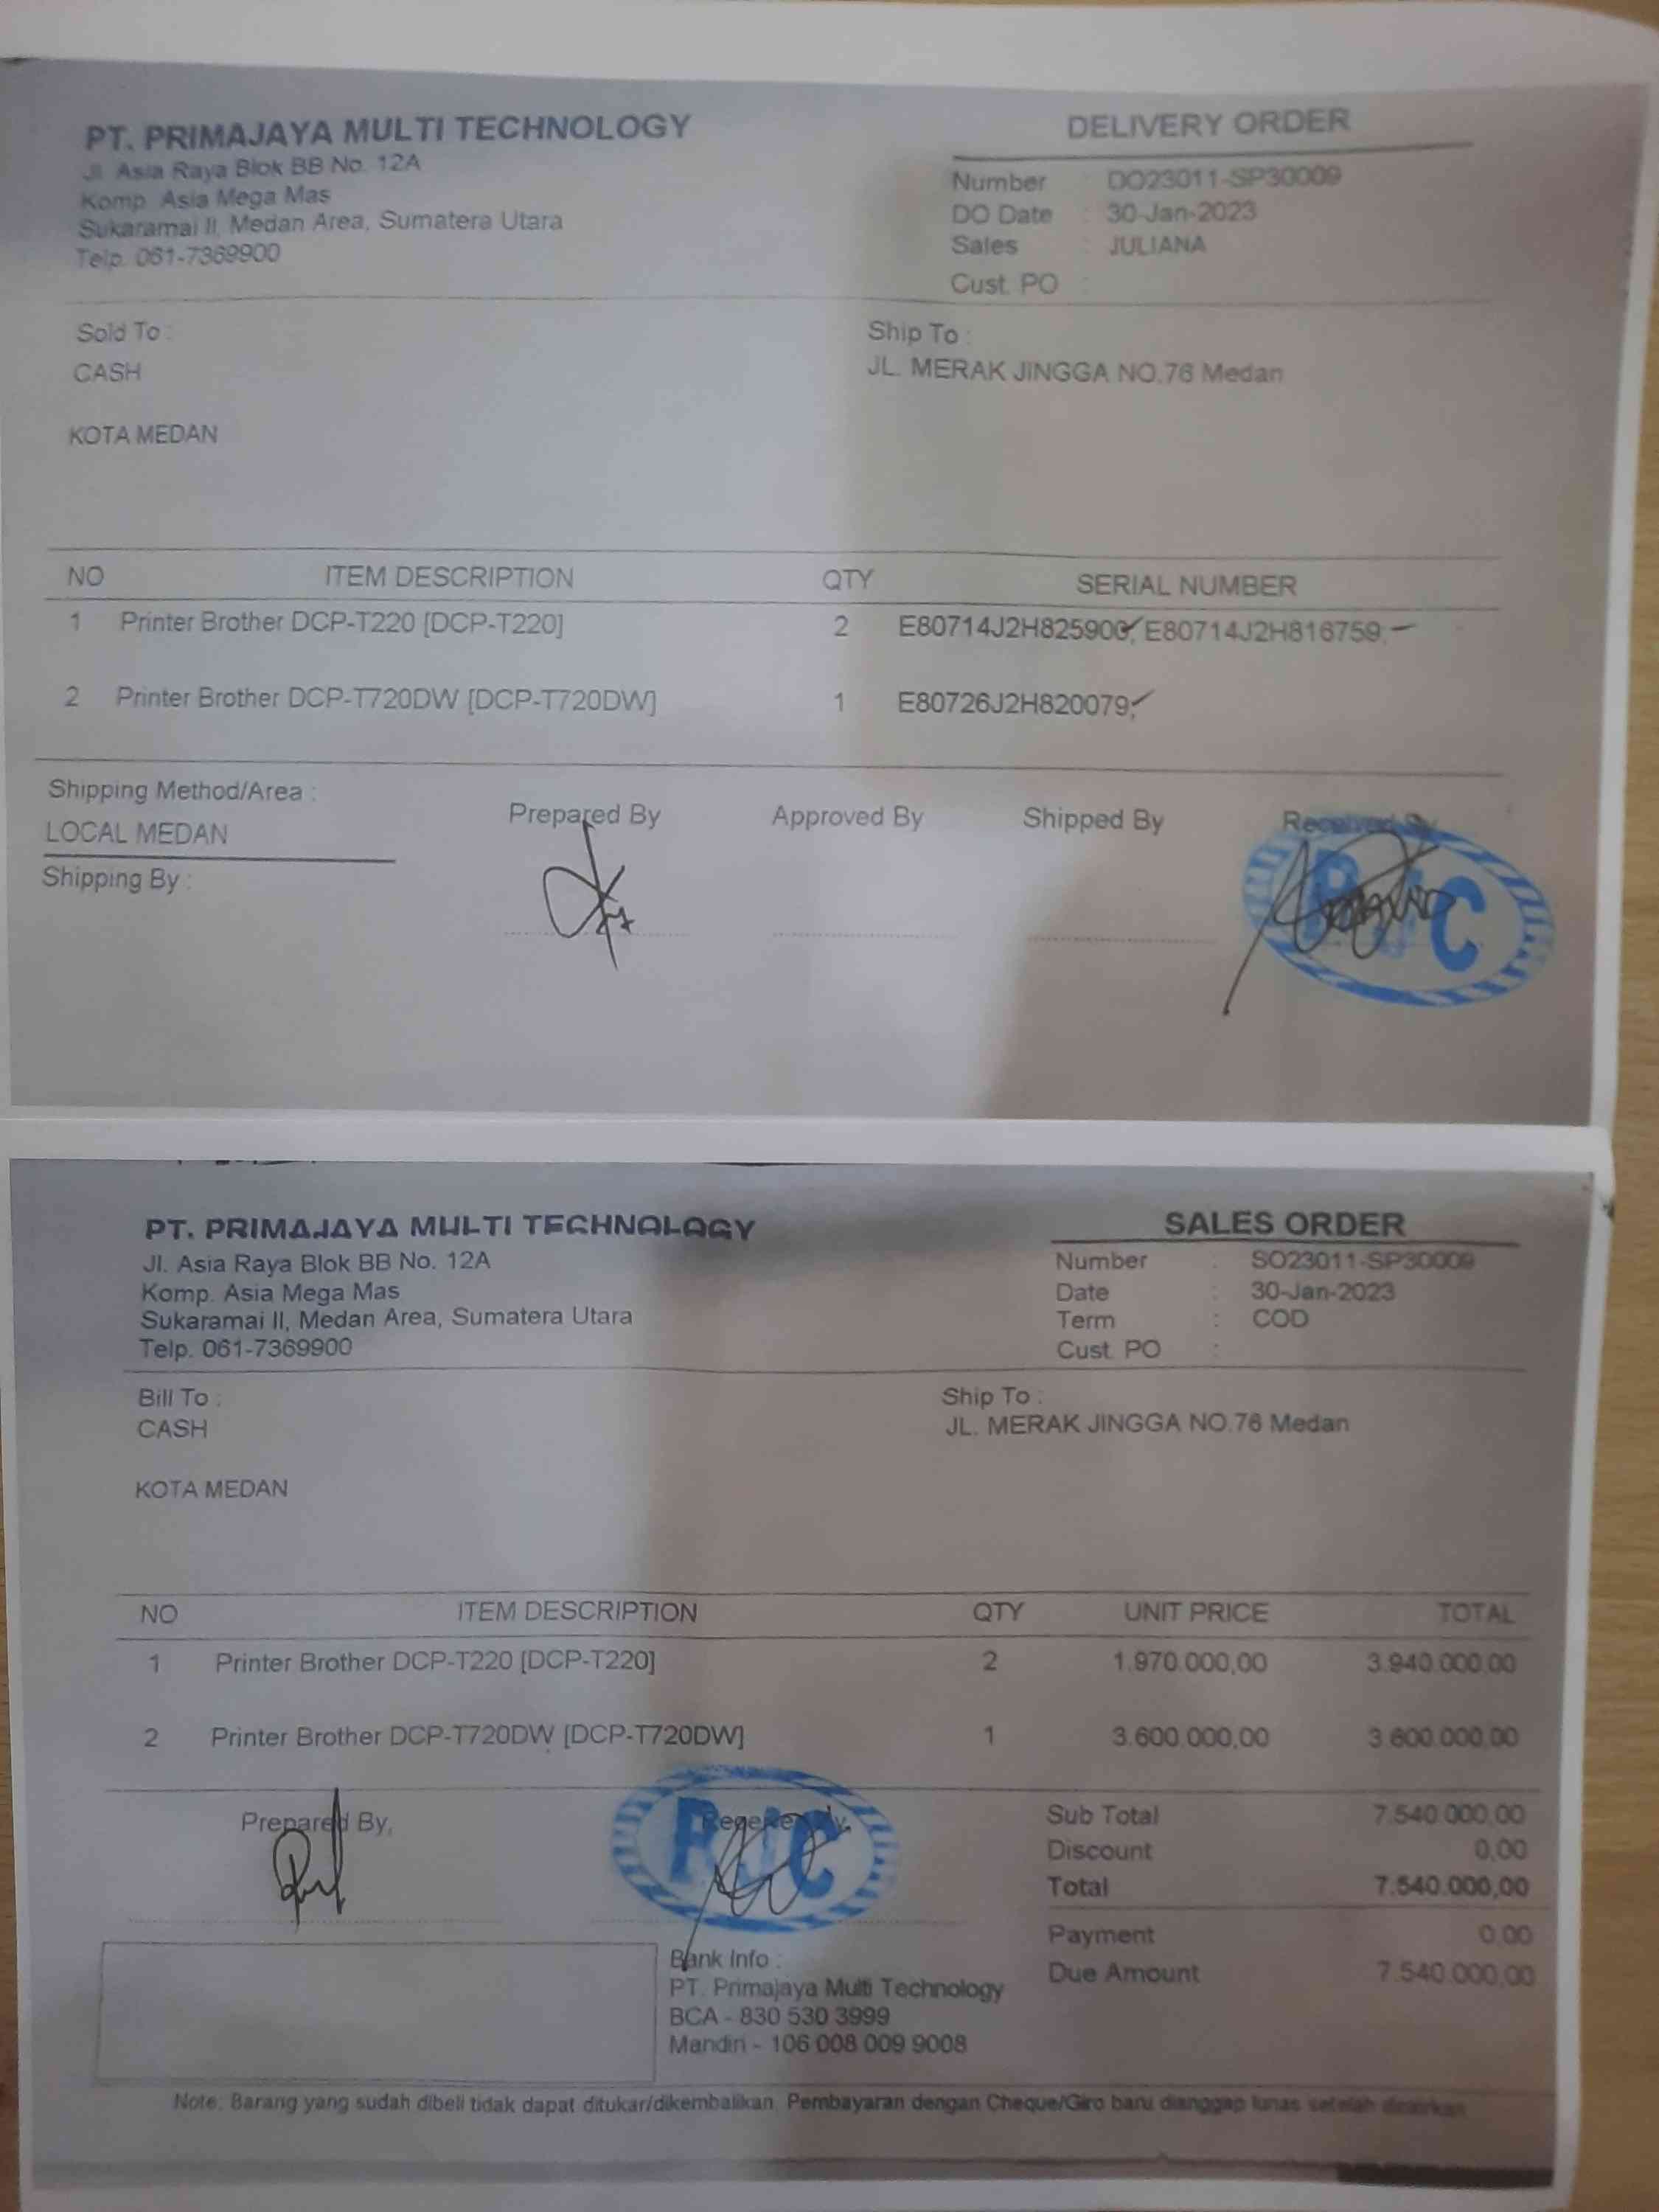 PT. PRIMAJAYA MULTI TECHNOLOGY
Jl. Asia Raya Blok BB No. 12A
Komp. Asia Mega Mas
Sukaramai II, Medan Area, Sumatera Utara
Telp. 061-7369900
DELIVERY ORDER
Number DO23011-SP30009
DO Date : 30-Jan-2023
Sales : JULIANA
Cust. PO :
Sold To :
CASH
KOTA MEDAN
Ship To :
JL. MERAK JINGGA NO.76 Medan
NO ITEM DESCRIPTION QTY SERIAL NUMBER
1 Printer Brother DCP-T220 [DCP-T220] 2 E80714J2H825900, E80714J2H816759,
2 Printer Brother DCP-T720DW [DCP-T720DW] 1 E80726J2H820079,
Shipping Method/Area :
LOCAL MEDAN
Shipping By :
Prepared By Approved By Shipped By Received By
RJC
PT. PRIMAJAYA MULTI TECHNOLOGY
Jl. Asia Raya Blok BB No. 12A
Komp. Asia Mega Mas
Sukaramai II, Medan Area, Sumatera Utara
Telp. 061-7369900
SALES ORDER
Number : SO23011-SP30009
Date : 30-Jan-2023
Term : COD
Cust. PO :
Bill To :
CASH
KOTA MEDAN
Ship To :
JL. MERAK JINGGA NO.76 Medan
NO ITEM DESCRIPTION QTY UNIT PRICE TOTAL
1 Printer Brother DCP-T220 [DCP-T220] 2 1.970.000,00 3.940.000,00
2 Printer Brother DCP-T720DW [DCP-T720DW] 1 3.600.000,00 3.600.000,00
Prepared By,
RJC
Sub Total 7.540.000,00
Discount 0,00
Total 7.540.000,00
Payment 0,00
Due Amount 7.540.000,00
Bank Info :
PT. Primajaya Multi Technology
BCA - 830 530 3999
Mandiri - 106 008 009 9008
Note: Barang yang sudah dibeli tidak dapat ditukar/dikembalikan. Pembayaran dengan Cheque/Giro baru dianggap lunas setelah dicairkan